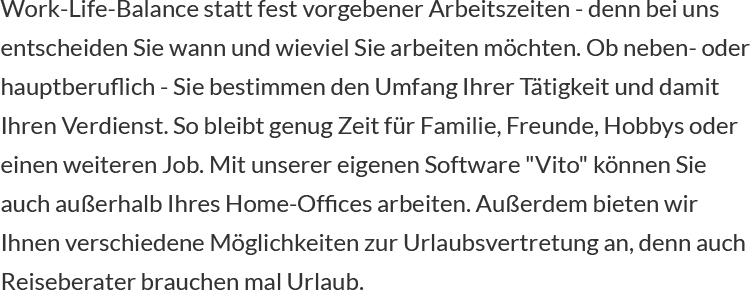 Work-Life-Balance statt fest vorgebener Arbeitszeiten - denn bei uns
entscheiden Sie wann und wieviel Sie arbeiten möchten. Ob neben- oder
hauptberuflich - Sie bestimmen den Umfang Ihrer Tätigkeit und damit
Ihren Verdienst. So bleibt genug Zeit für Familie, Freunde, Hobbys oder
einen weiteren Job. Mit unserer eigenen Software "Vito" können Sie
auch außerhalb Ihres Home-Offices arbeiten. Außerdem bieten wir
Ihnen verschiedene Möglichkeiten zur Urlaubsvertretung an, denn auch
Reiseberater brauchen mal Urlaub.